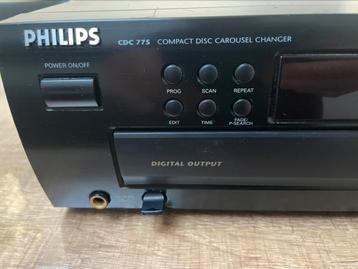 PHILIPS
CDC 775 COMPACT DISC CAROUSEL CHANGER
POWER ON/OFF
PROG SCAN REPEAT
EDIT TIME FADE/
P-SEARCH
DIGITAL OUTPUT